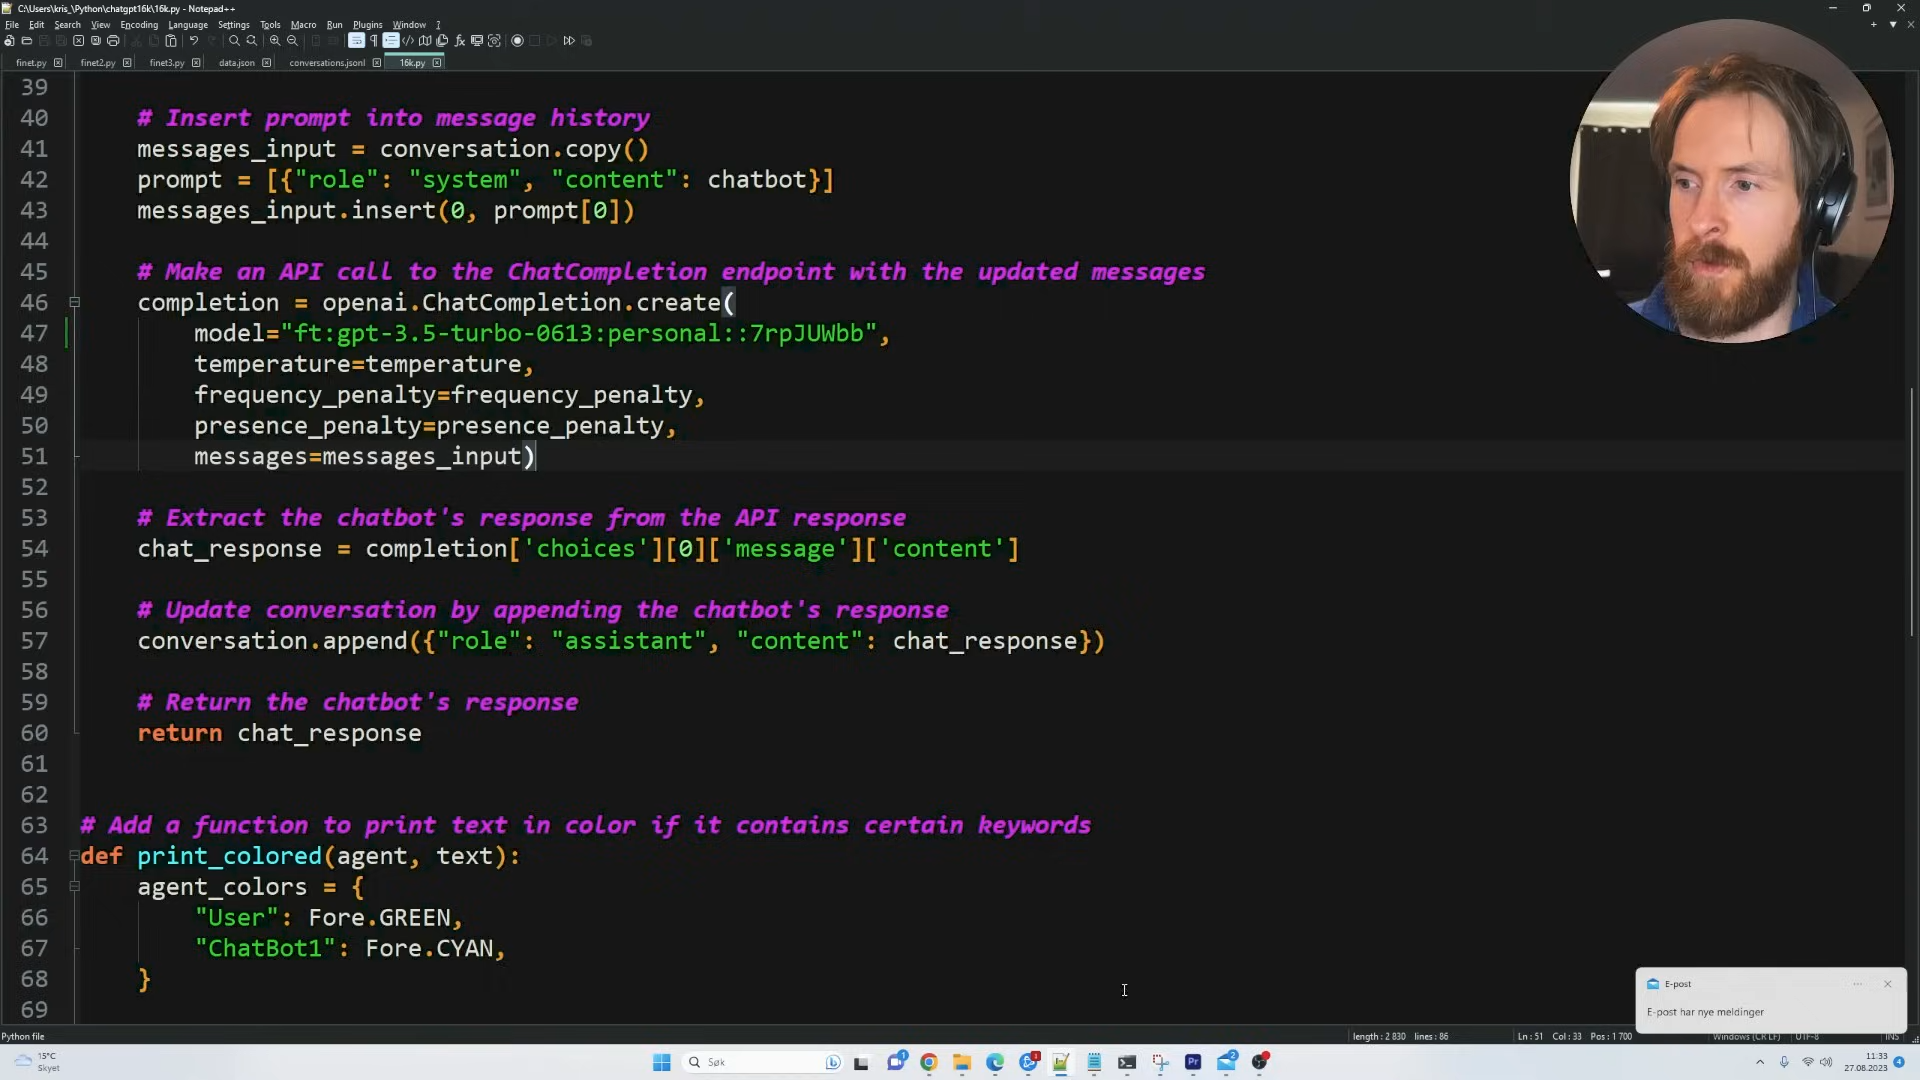 C:\Users\kris_\Python\chatgpt16k\16k.py - Notepad++
File Edit Search View Encoding Language Settings Tools Macro Run Plugins Window ?
finet.py finet2.py finet3.py data.json conversations.jsonl 16k.py
39
40 # Insert prompt into message history
41 messages_input = conversation.copy()
42 prompt = [{"role": "system", "content": chatbot}]
43 messages_input.insert(0, prompt[0])
44
45 # Make an API call to the ChatCompletion endpoint with the updated messages
46 completion = openai.ChatCompletion.create(
47 model="ft:gpt-3.5-turbo-0613:personal::7rpJUWbb",
48 temperature=temperature,
49 frequency_penalty=frequency_penalty,
50 presence_penalty=presence_penalty,
51 messages=messages_input)
52
53 # Extract the chatbot's response from the API response
54 chat_response = completion['choices'][0]['message']['content']
55
56 # Update conversation by appending the chatbot's response
57 conversation.append({"role": "assistant", "content": chat_response})
58
59 # Return the chatbot's response
60 return chat_response
61
62
63 # Add a function to print text in color if it contains certain keywords
64 def print_colored(agent, text):
65 agent_colors = {
66 "User": Fore.GREEN,
67 "ChatBot1": Fore.CYAN,
68 }
69
E-post
E-post har nye meldinger
Python file length : 2 830 lines : 86 Ln : 51 Col : 33 Pos : 1 700 Windows (CR LF) UTF-8 INS
15°C
Skyet
Søk
11:33
27.08.2023